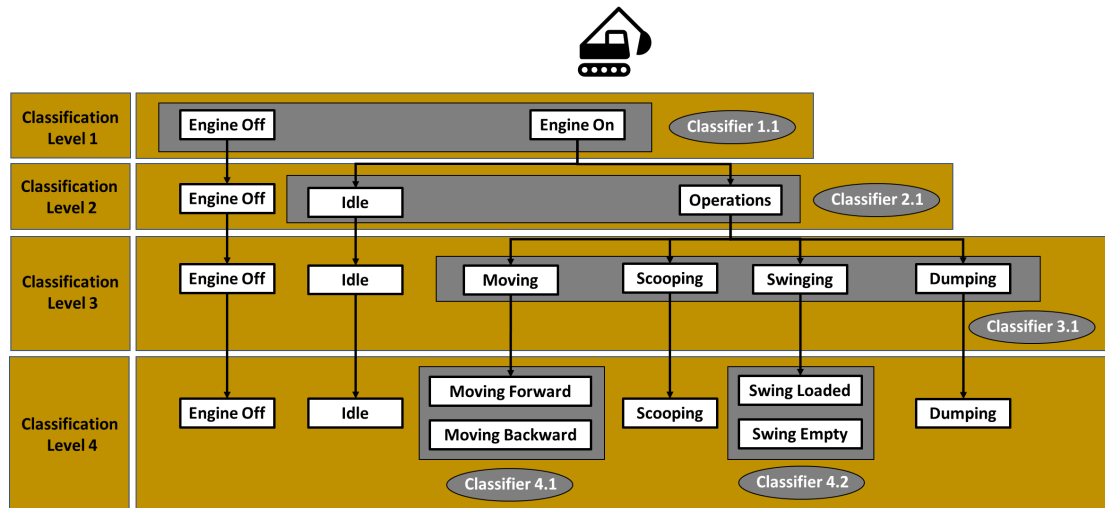 Classification
Level 1
Engine Off
Engine On
Classifier 1.1
Classification
Level 2
Engine Off
Idle
Operations
Classifier 2.1
Classification
Level 3
Engine Off
Idle
Moving
Scooping
Swinging
Dumping
Classifier 3.1
Classification
Level 4
Engine Off
Idle
Moving Forward
Moving Backward
Scooping
Swing Loaded
Swing Empty
Dumping
Classifier 4.1
Classifier 4.2